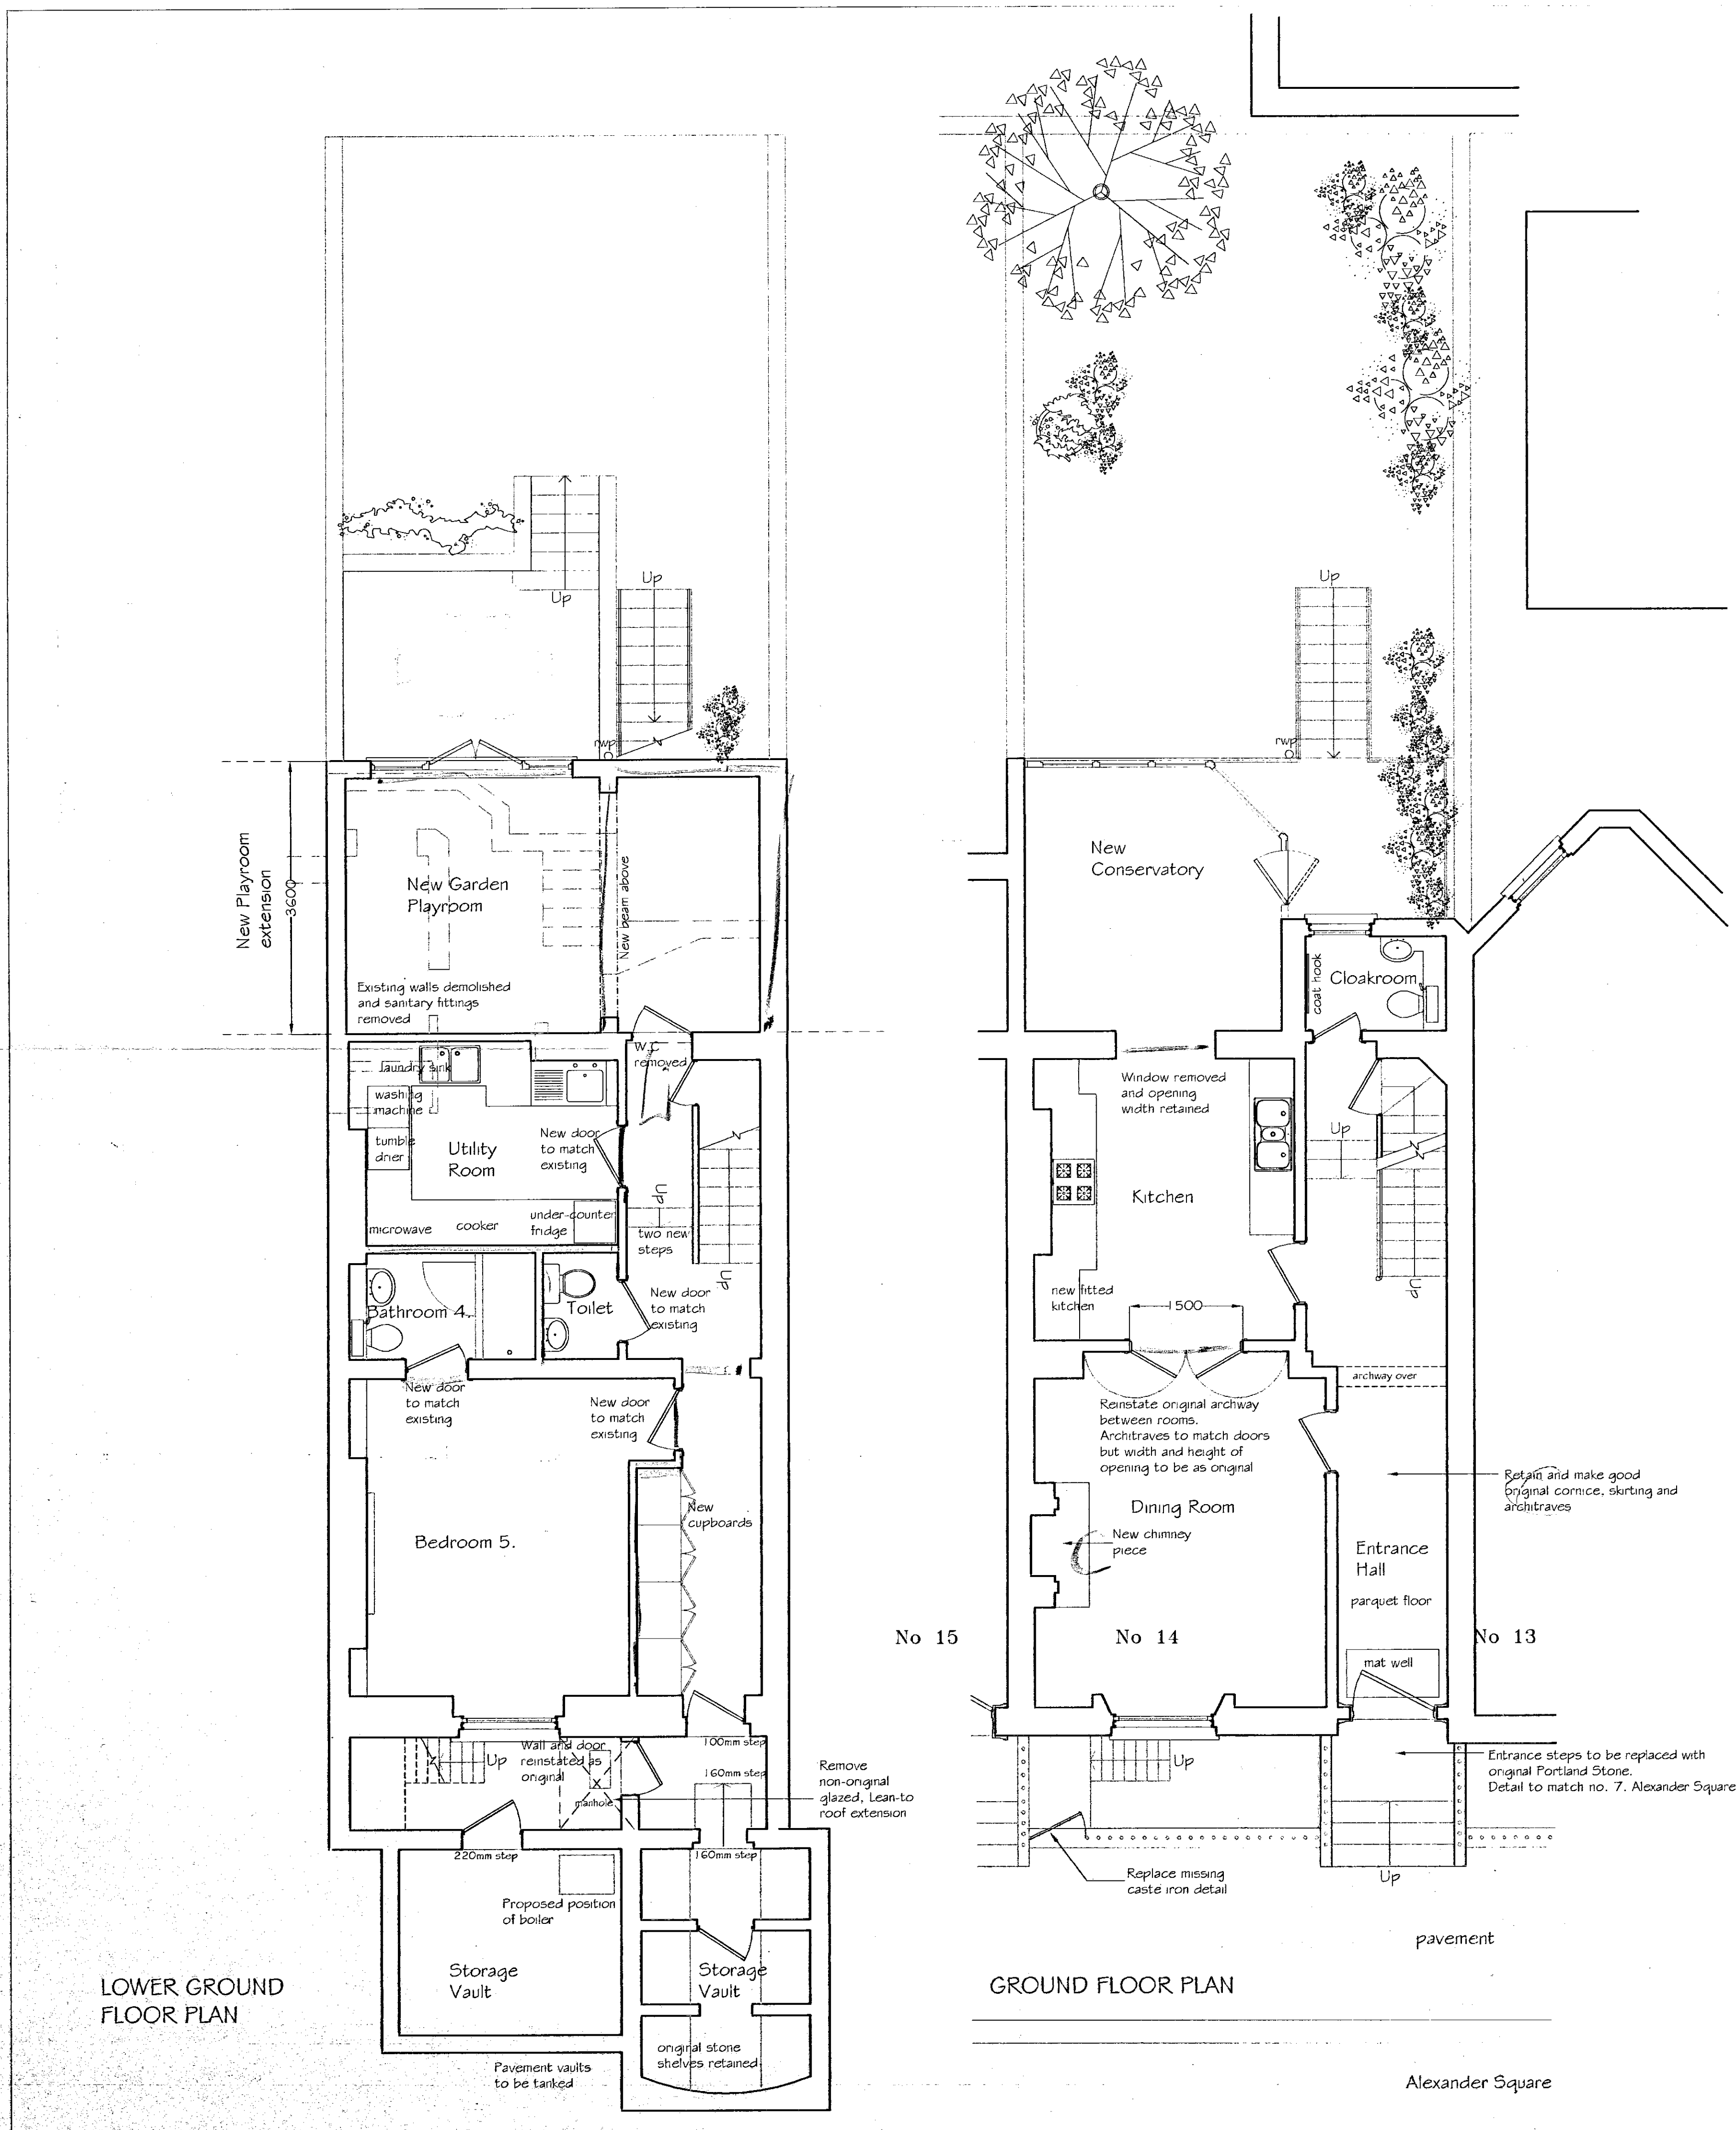 Up
Up
rwp
New Playroom
extension
3600
New Garden
Playroom
New beam above
Existing walls demolished
and sanitary fittings
removed
W.C
removed
laundry sink
washing
machine
tumble
drier
Utility
Room
New door
to match
existing
Up
microwave
cooker
under-counter
fridge
two new
steps
Up
Bathroom 4.
Toilet
New door
to match
existing
New door
to match
existing
New door
to match
existing
New
cupboards
Bedroom 5.
Up
Wall and door
reinstated as
original
manhole
100mm step
160mm step
Remove
non-original
glazed, Lean-to
roof extension
220mm step
160mm step
Proposed position
of boiler
Storage
Vault
Storage
Vault
original stone
shelves retained
Pavement vaults
to be tanked
LOWER GROUND
FLOOR PLAN
Up
rwp
New
Conservatory
coat hook
Cloakroom
Window removed
and opening
width retained
Up
Kitchen
new fitted
kitchen
1500
Up
archway over
Reinstate original archway
between rooms.
Architraves to match doors
but width and height of
opening to be as original
Retain and make good
original cornice, skirting and
architraves
Dining Room
New chimney
piece
Entrance
Hall
parquet floor
No 15
No 14
No 13
mat well
Up
Entrance steps to be replaced with
original Portland Stone.
Detail to match no. 7. Alexander Square
Replace missing
caste iron detail
Up
pavement
GROUND FLOOR PLAN
Alexander Square